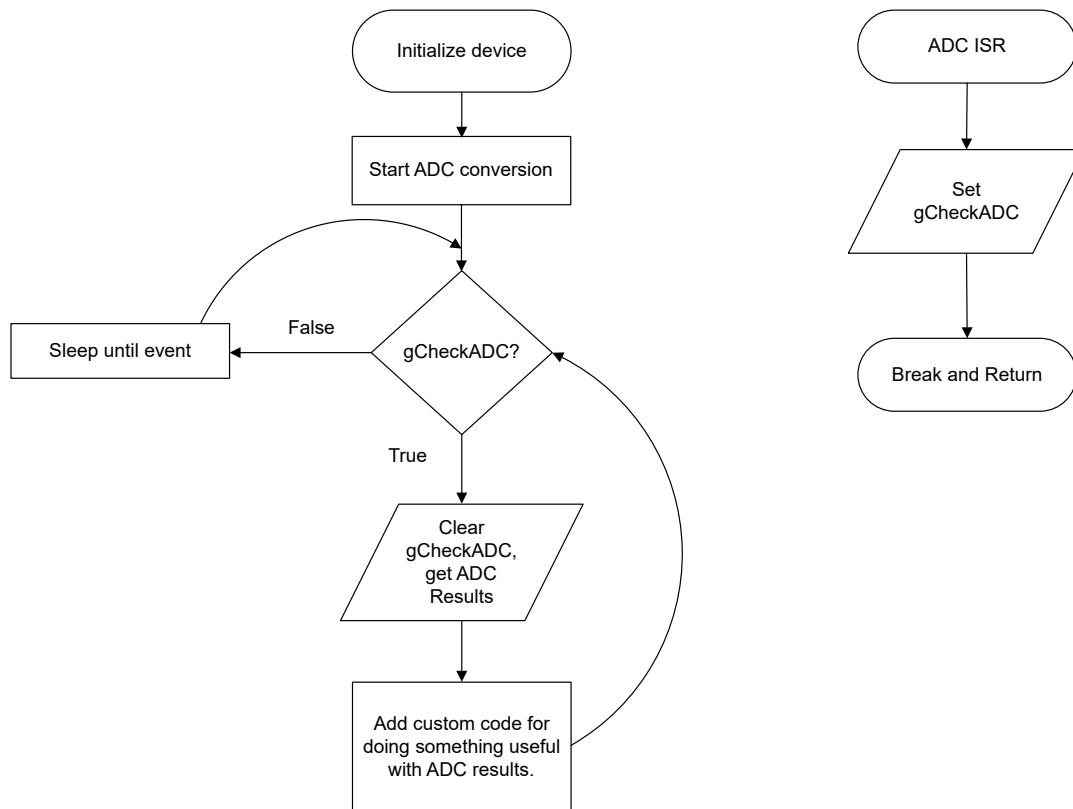 Initialize device
Start ADC conversion
False
Sleep until event
gCheckADC?
True
Clear
gCheckADC,
get ADC
Results
Add custom code for
doing something useful
with ADC results.
ADC ISR
Set
gCheckADC
Break and Return